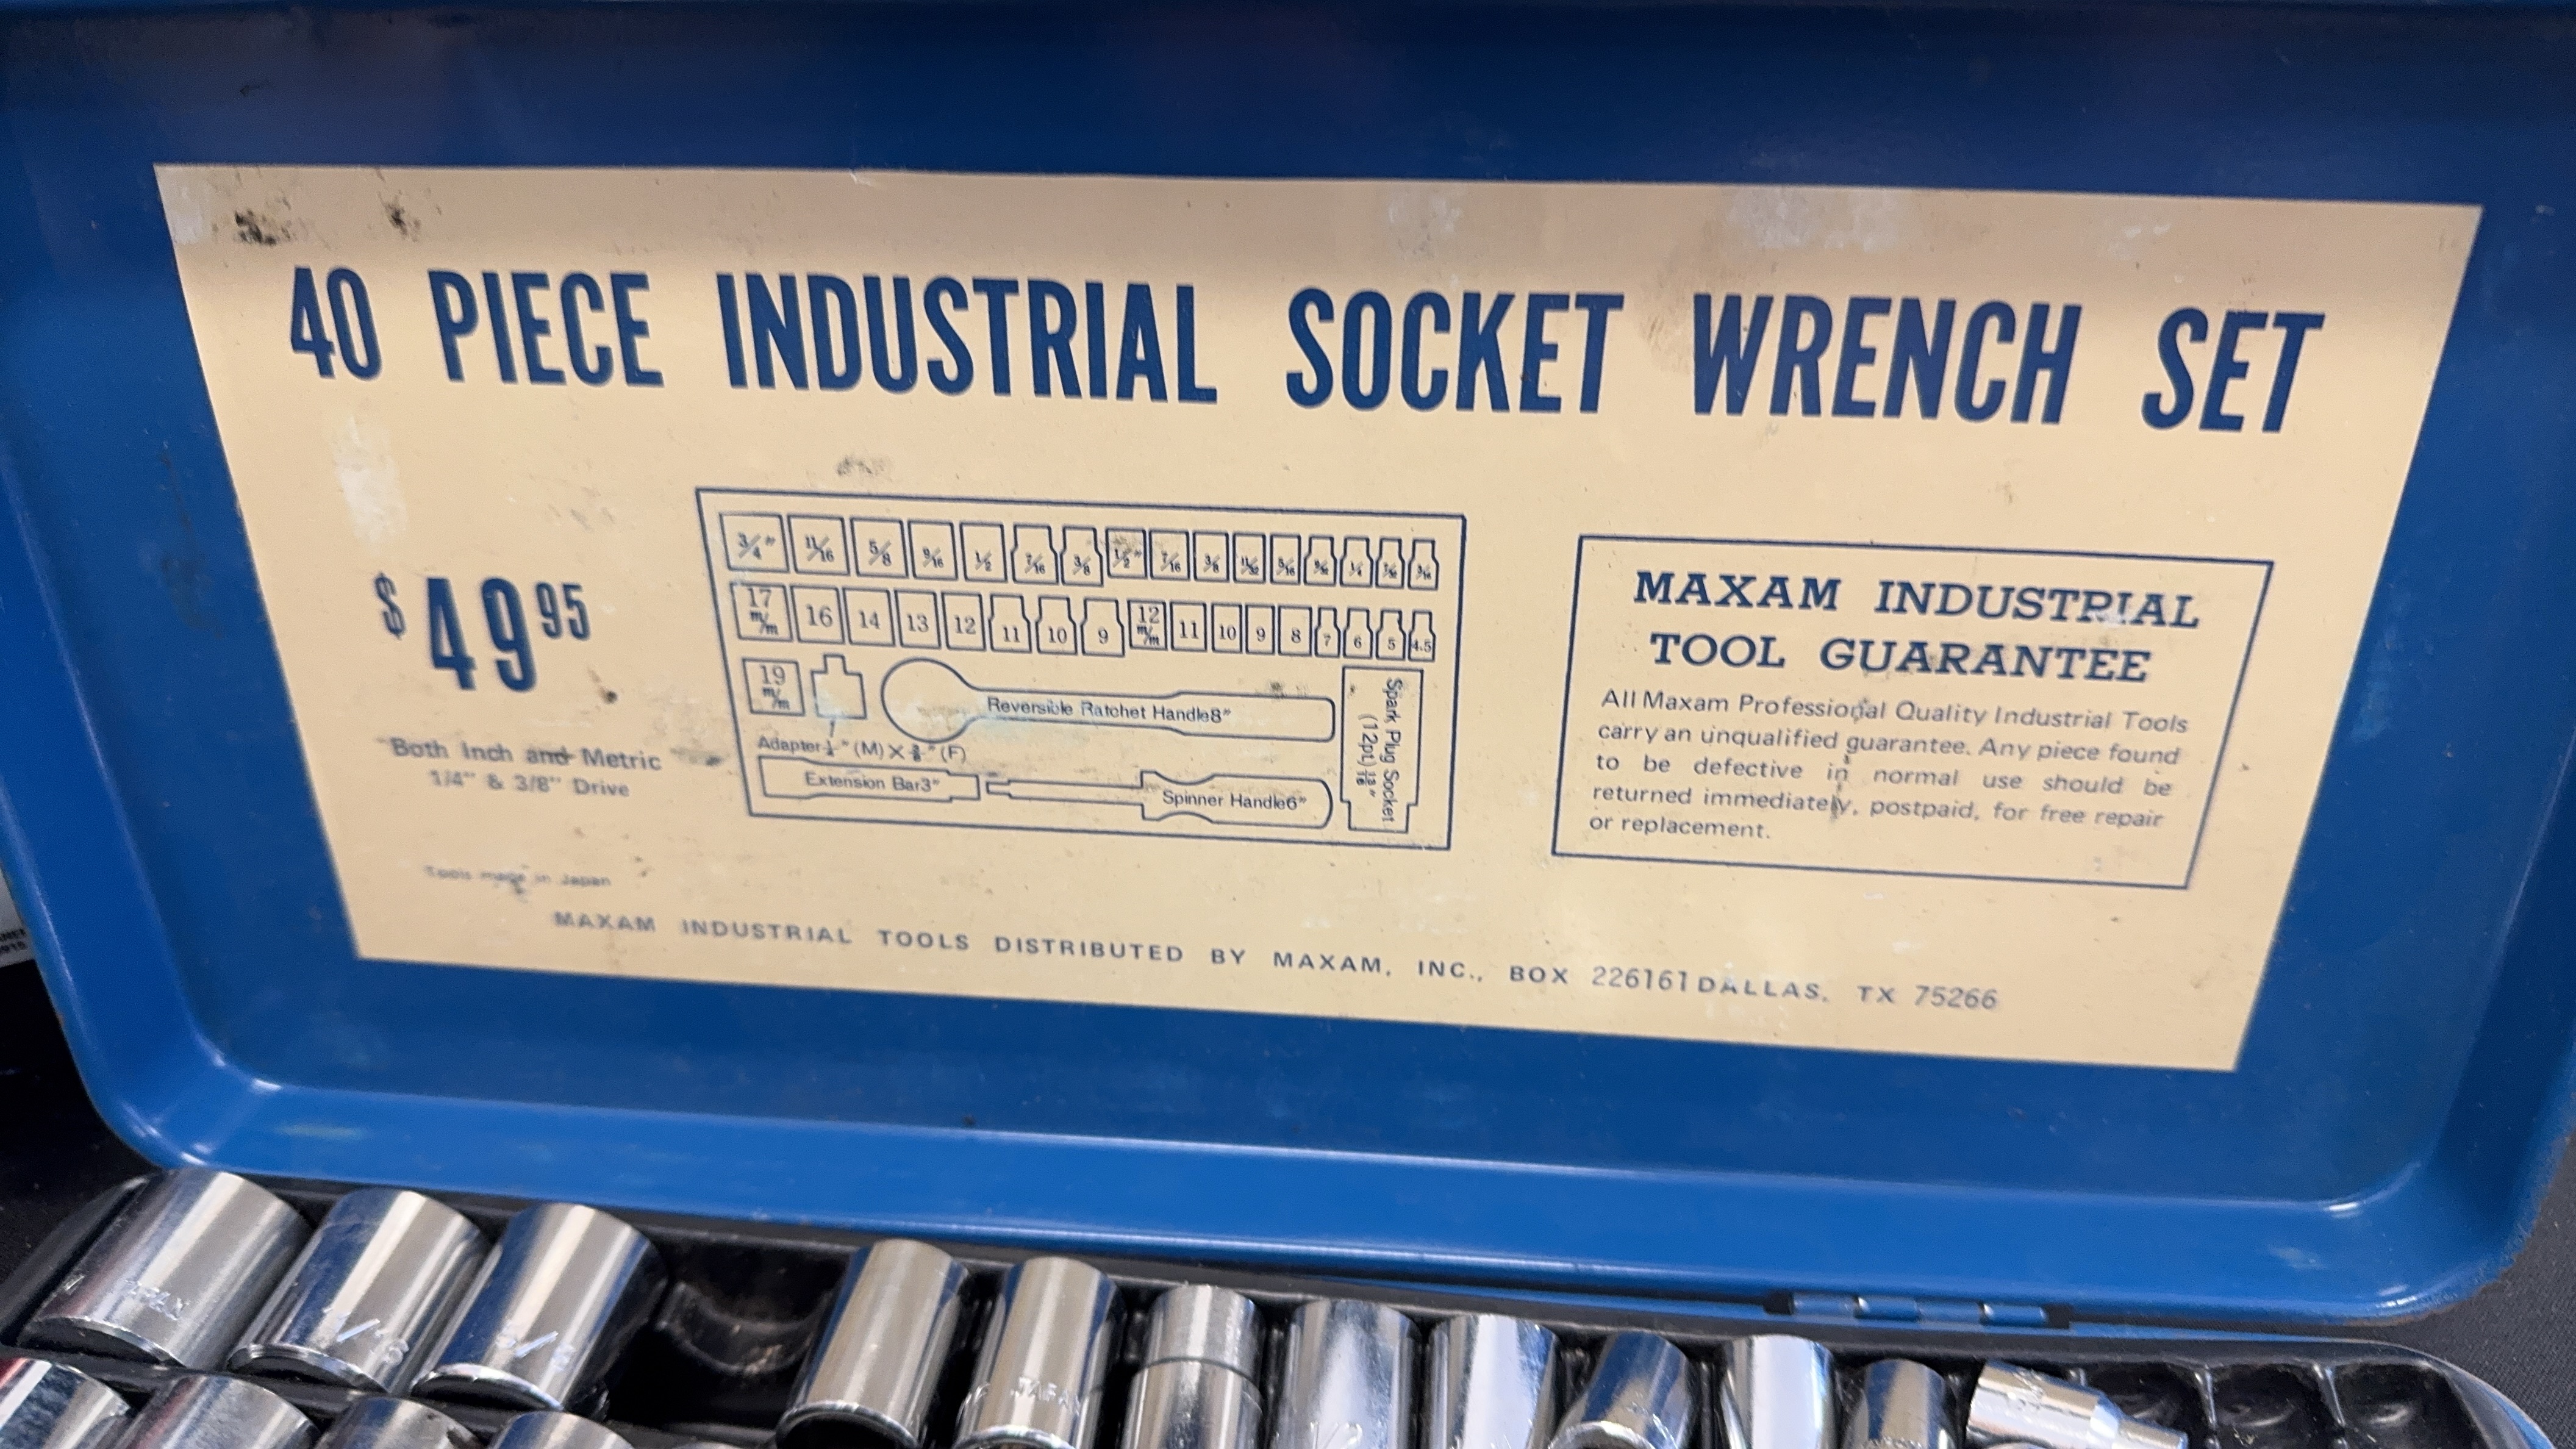 40 PIECE INDUSTRIAL SOCKET WRENCH SET
$49 95
Both Inch and Metric
1/4" & 3/8" Drive
Tools made in Japan
3/4" 11/16 5/8 9/16 1/2 7/16 3/8 1/2" 7/16 3/8 11/32 5/16 9/32 1/4 7/32 3/16
17 m/m 16 14 13 12 11 10 9 12 m/m 11 10 9 8 7 6 5 4.5
19 m/m
Reversible Ratchet Handle8"
Adapter 1/4"(M) X 3/8"(F)
Extension Bar3"
Spinner Handle6"
Spark Plug Socket
(12pt) 13/16"
MAXAM INDUSTRIAL
TOOL GUARANTEE
All Maxam Professional Quality Industrial Tools
carry an unqualified guarantee. Any piece found
to be defective in normal use should be
returned immediately, postpaid, for free repair
or replacement.
MAXAM INDUSTRIAL TOOLS DISTRIBUTED BY MAXAM, INC., BOX 226161 DALLAS, TX 75266
JAPAN